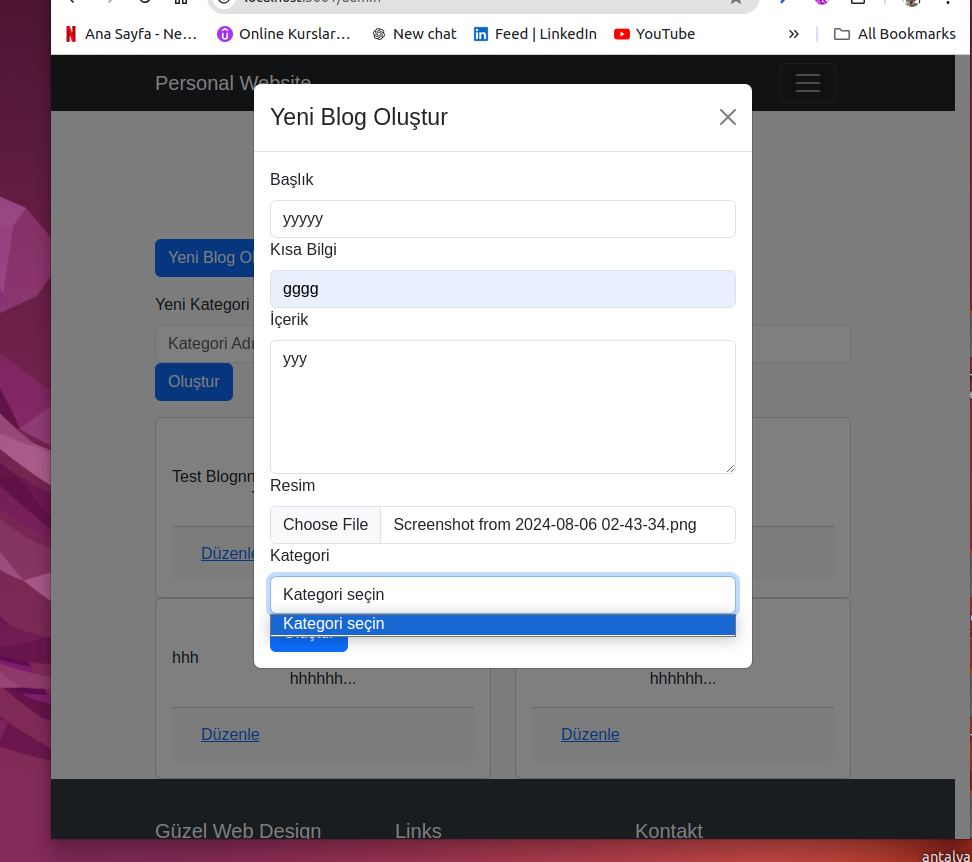 Ana Sayfa - Ne...
Online Kurslar...
New chat
Feed | LinkedIn
YouTube
All Bookmarks
Personal Website
Yeni Blog Oluştur
Başlık
yyyyy
Kısa Bilgi
gggg
İçerik
yyy
Resim
Choose File
Screenshot from 2024-08-06 02-43-34.png
Kategori
Kategori seçin
Kategori seçin
Yeni Blog Ol
Yeni Kategori
Kategori Adı
Oluştur
Test Blognn
Düzenle
hhh
hhhhhh...
hhhhhh...
Düzenle
Düzenle
Güzel Web Design
Links
Kontakt
antalya